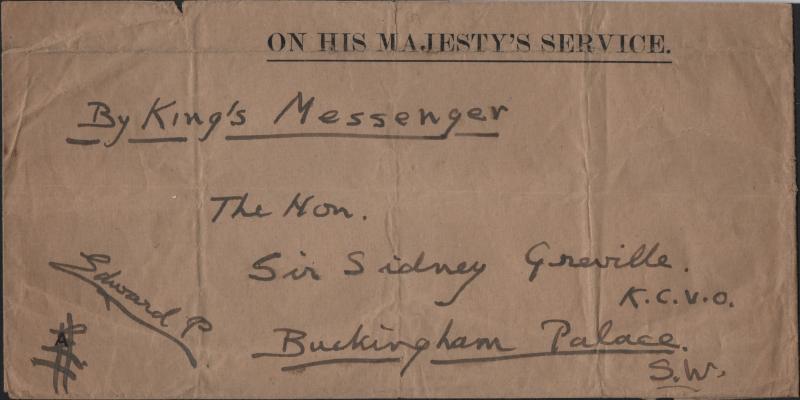 ON HIS MAJESTY'S SERVICE.
By King's Messenger
The Hon.
Sir Sidney Greville.
K.C.V.O.
Buckingham Palace.
S.W.
Edward P
A